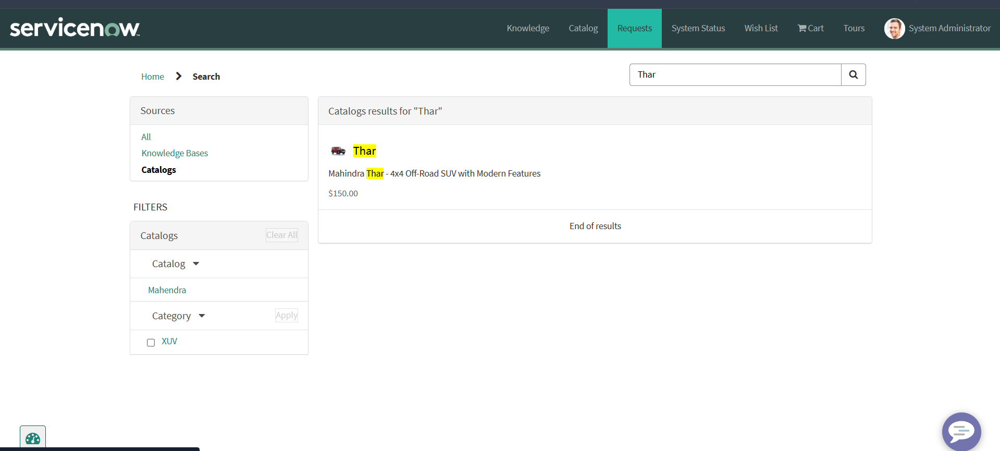 servicenow™
Knowledge
Catalog
Requests
System Status
Wish List
Cart
Tours
System Administrator
Home
Search
Thar
Sources
All
Knowledge Bases
Catalogs
FILTERS
Catalogs
Clear All
Catalog
Mahendra
Category
Apply
XUV
Catalogs results for "Thar"
Thar
Mahindra Thar - 4x4 Off-Road SUV with Modern Features
$150.00
End of results